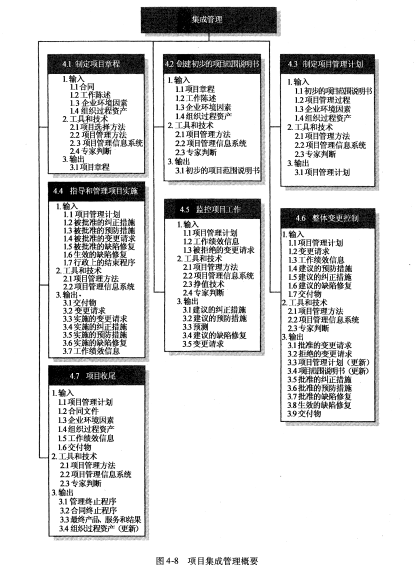 集成管理
4.1 制定项目章程
1.输入
1.1合同
1.2 工作陈述
1.3 企业环境因素
1.4 组织过程资产
2.工具和技术
2.1项目选择方法
2.2 项目管理方法
2.3 项目管理信息系统
2.4 专家判断
3.输出
3.1 项目章程
4.2创建初步的项目范围说明书
1.输入
1.1项目章程
1.2工作陈述
1.3企业环境因素
1.4 组织过程资产
2.工具和技术
2.1项目管理方法
2.2项目管理信息系统
2.3 专家判断
3.输出
3.1 初步的项目范围说明书
4.3 制定项目管理计划
1.输入
1.1初步的项目范围说明书
1.2项目管理过程
1.3企业环境因素
1.4 组织过程资产
2.工具和技术
2.1项目管理方法
2.2 项目管理信息系统
2.3 专家判断
3.输出
3.1 项目管理计划
4.4 指导和管理项目实施
1.输入
1.1 项目管理计划
1.2被批准的纠正措施
1.3被批准的预防措施
1.4 被批准的变更请求
1.5被批准的缺陷修复
1.6 生效的缺陷修复
1.7 行政上的结束程序
2.工具和技术
2.1 项目管理方法
2.2 项目管理信息系统
3.输出
3.1 交付物
3.2 变更请求
3.3 实施的变更请求
3.4 实施的纠正措施
3.5 实施的预防措施
3.6 实施的缺陷修复
3.7 工作绩效信息
4.5 监控项目工作
1.输入
1.1项目管理计划
1.2 工作绩效信息
1.3 被拒绝的变更请求
2.工具和技术
2.1 项目管理方法
2.2 项目管理信息系统
2.3 挣值技术
2.4 专家判断
3.输出
3.1 建议的纠正措施
3.2 建议的预防措施
3.3 预测
3.4 建议的缺陷修复
3.5 变更请求
4.6 整体变更控制
1.输入
1.1 项目管理计划
1.2 变更请求
1.3 工作绩效信息
1.4 建议的预防措施
1.5 建议的纠正措施
1.6 建议的缺陷修复
1.7 交付物
2.工具和技术
2.1 项目管理方法
2.2 项目管理信息系统
2.3 专家判断
3.输出
3.1 批准的变更请求
3.2 拒绝的变更请求
3.3 项目管理计划（更新）
3.4 项目范围说明书（更新）
3.5 批准的纠正措施
3.6 批准的预防措施
3.7 批准的缺陷修复
3.8 生效的缺陷修复
3.9 交付物
4.7 项目收尾
1.输入
1.1 项目管理计划
1.2 合同文件
1.3 企业环境因素
1.4 组织过程资产
1.5 工作绩效信息
1.6 交付物
2.工具和技术
2.1 项目管理方法
2.2 项目管理信息系统
2.3 专家判断
3.输出
3.1 管理终止程序
3.2 合同终止程序
3.3 最终产品、服务和结果
3.4 组织过程资产（更新）
图 4-8 项目集成管理概要